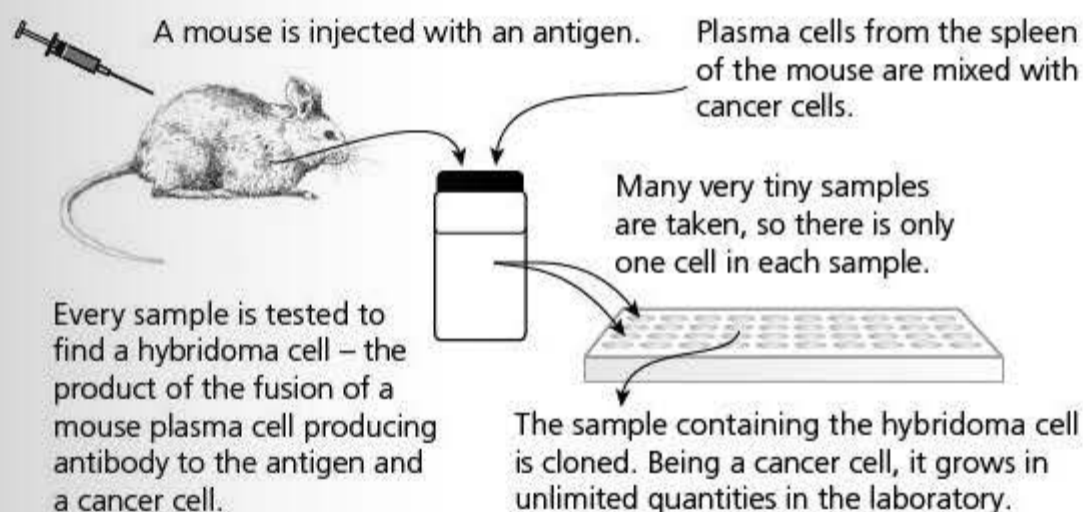 A mouse is injected with an antigen.
Plasma cells from the spleen
of the mouse are mixed with
cancer cells.
Many very tiny samples
are taken, so there is only
one cell in each sample.
Every sample is tested to
find a hybridoma cell – the
product of the fusion of a
mouse plasma cell producing
antibody to the antigen and
a cancer cell.
The sample containing the hybridoma cell
is cloned. Being a cancer cell, it grows in
unlimited quantities in the laboratory.